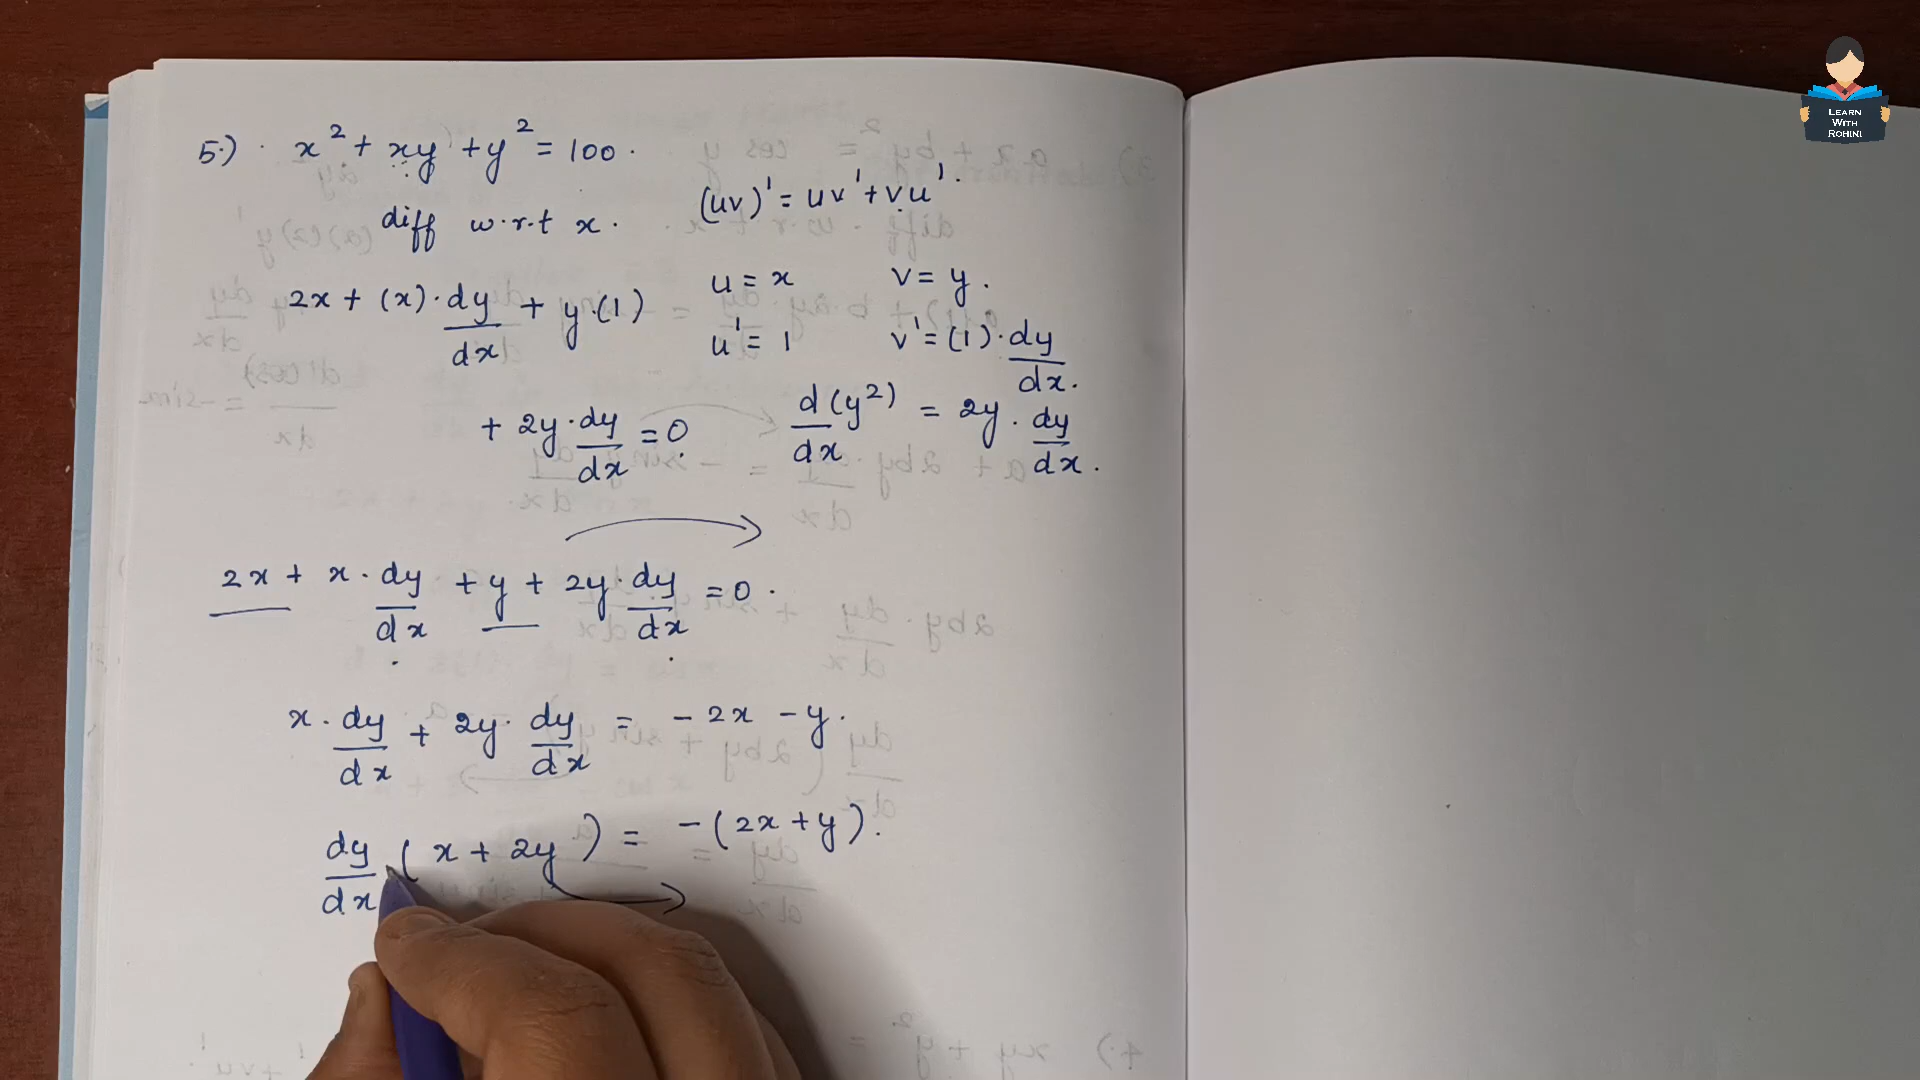 5.) x² + xy + y² = 100.
diff w.r.t x.
(uv)' = uv' + vu'.
2x + (x)·dy/dx + y·(1)
u = x v = y.
u' = 1 v' = (1)·dy/dx.
+ 2y·dy/dx = 0
d(y²)/dx = 2y·dy/dx.
2x + x·dy/dx + y + 2y·dy/dx = 0.
x·dy/dx + 2y·dy/dx = -2x - y.
dy/dx (x + 2y) = -(2x + y).
LEARN
WITH
ROHINI